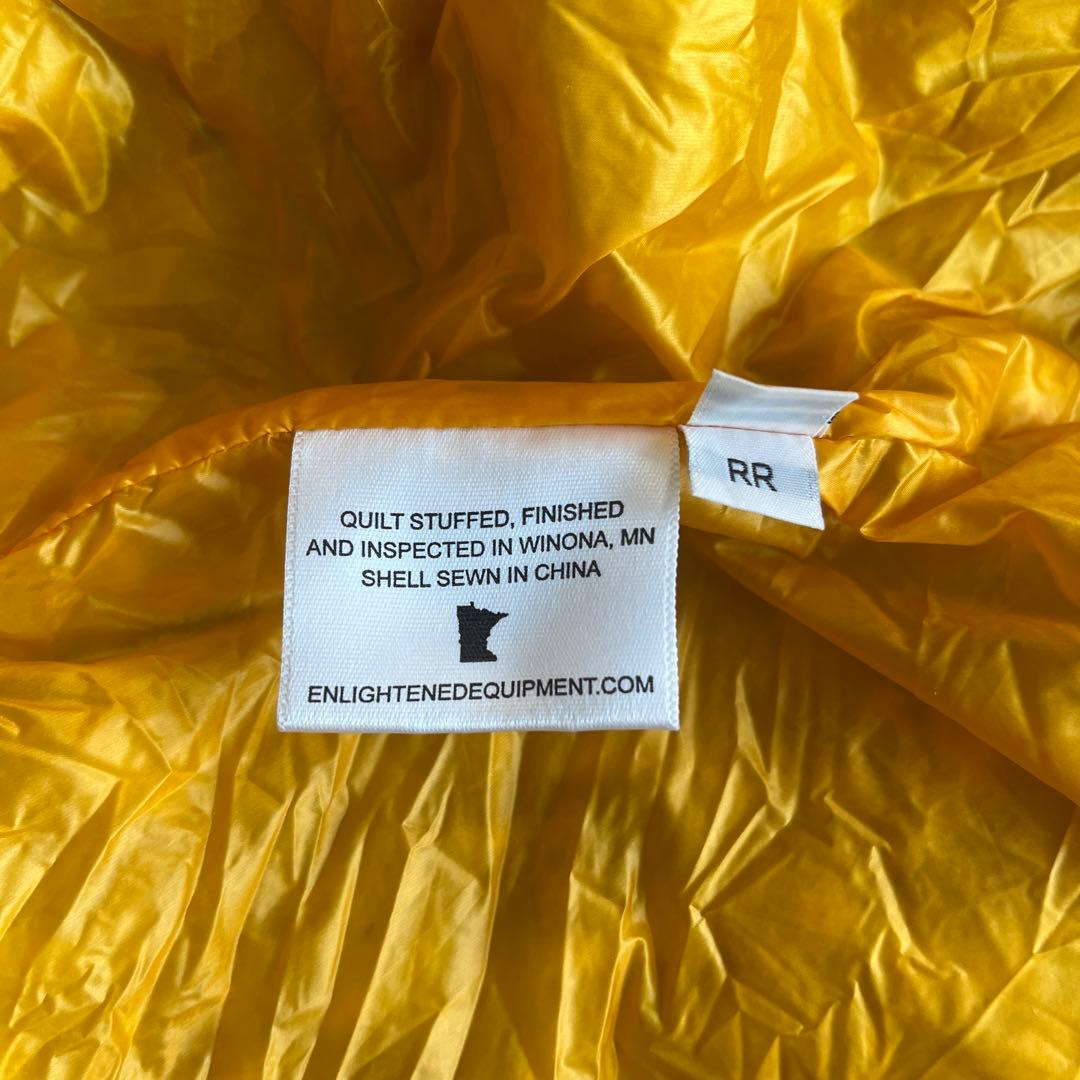 QUILT STUFFED, FINISHED
AND INSPECTED IN WINONA, MN
SHELL SEWN IN CHINA
ENLIGHTENEDEQUIPMENT.COM
RR